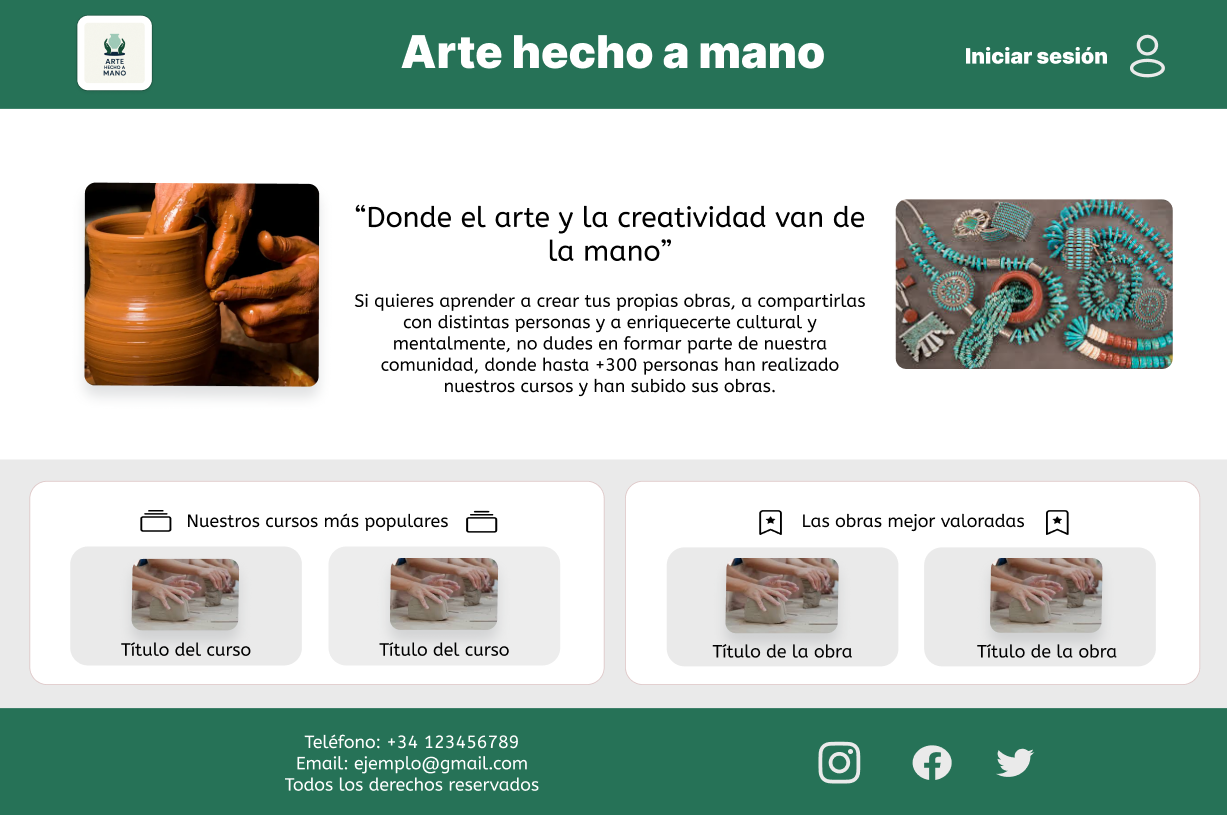 ARTE
HECHO A
MANO
Arte hecho a mano
Iniciar sesión
“Donde el arte y la creatividad van de
la mano”
Si quieres aprender a crear tus propias obras, a compartirlas
con distintas personas y a enriquecerte cultural y
mentalmente, no dudes en formar parte de nuestra
comunidad, donde hasta +300 personas han realizado
nuestros cursos y han subido sus obras.
Nuestros cursos más populares
Título del curso
Título del curso
Las obras mejor valoradas
Título de la obra
Título de la obra
Teléfono: +34 123456789
Email: ejemplo@gmail.com
Todos los derechos reservados